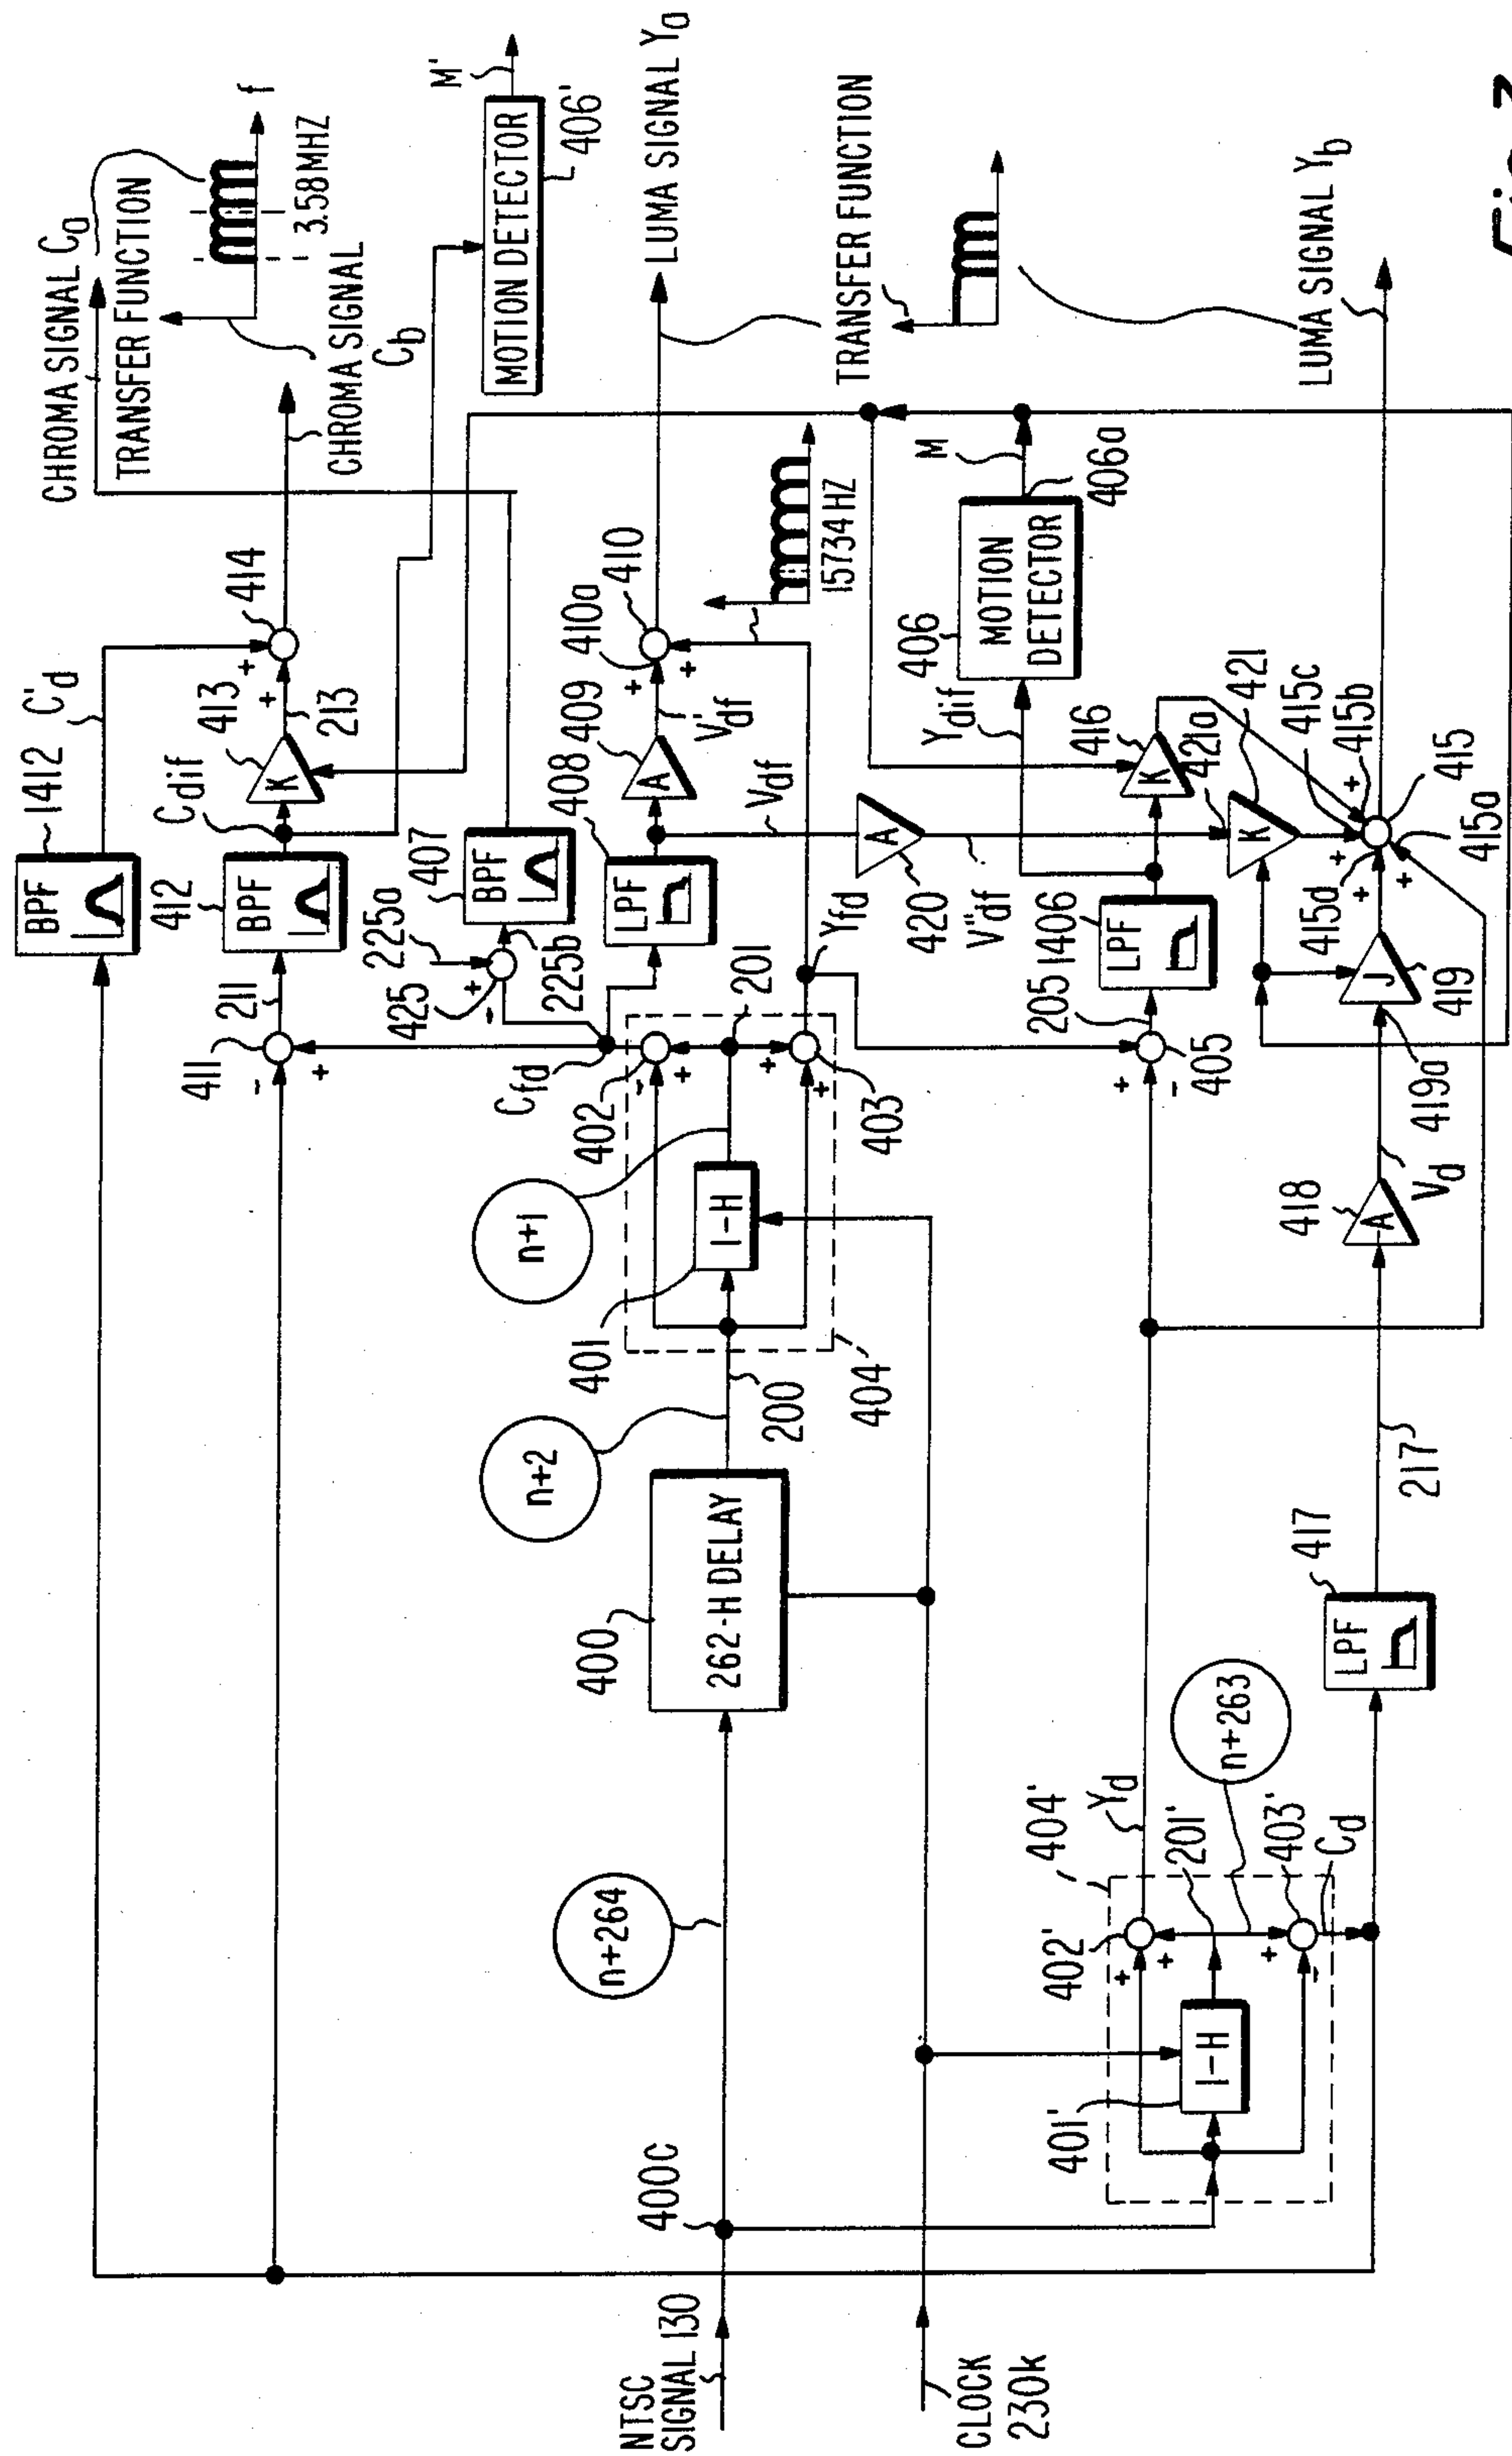 CHROMA SIGNAL Ca
TRANSFER FUNCTION
f
3.58 MHZ
CHROMA SIGNAL
Cb
MOTION DETECTOR
M'
406'
1412
BPF
C'd
414
+
+
413
K
213
Cdif
412
BPF
211
411
-
+
225a
407
BPF
225b
425
+
-
408
LPF
409
A
V'df
410a
410
+
+
LUMA SIGNAL Ya
15734 HZ
TRANSFER FUNCTION
Cfd
402
-
+
201
+
+
403
n+1
1-H
401
404
200
n+2
400
262-H DELAY
n+264
400c
NTSC
SIGNAL 130
CLOCK
230k
Yfd
Vdf
A
420
V"df
406
MOTION
DETECTOR
406a
M
Ydif
416
K
421a
421
K
415c
415b
415
415a
415d
+
+
+
+
LUMA SIGNAL Yb
205
1406
LPF
405
+
-
J
419
419a
Vd
418
A
217
417
LPF
404'
Yd
n+263
201'
403'
Cd
402'
+
+
+
-
1-H
401'
Fig. 3